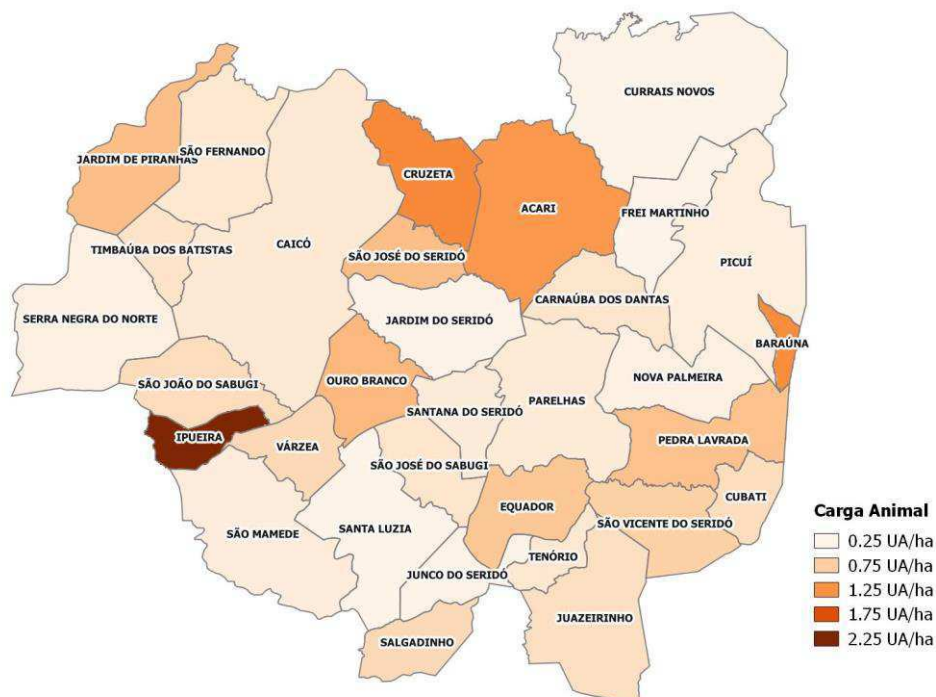 CURRAIS NOVOS
JARDIM DE PIRANHAS
SÃO FERNANDO
CRUZETA
ACARI
FREI MARTINHO
TIMBAÚBA DOS BATISTAS
CAICÓ
SÃO JOSÉ DO SERIDÓ
PICUÍ
CARNAÚBA DOS DANTAS
SERRA NEGRA DO NORTE
JARDIM DO SERIDÓ
BARAÚNA
SÃO JOÃO DO SABUGI
OURO BRANCO
NOVA PALMEIRA
SANTANA DO SERIDÓ
PARELHAS
IPUEIRA
VÁRZEA
PEDRA LAVRADA
SÃO JOSÉ DO SABUGI
CUBATI
EQUADOR
SÃO VICENTE DO SERIDÓ
SÃO MAMEDE
SANTA LUZIA
TENÓRIO
JUNCO DO SERIDÓ
JUAZEIRINHO
SALGADINHO
Carga Animal
0.25 UA/ha
0.75 UA/ha
1.25 UA/ha
1.75 UA/ha
2.25 UA/ha